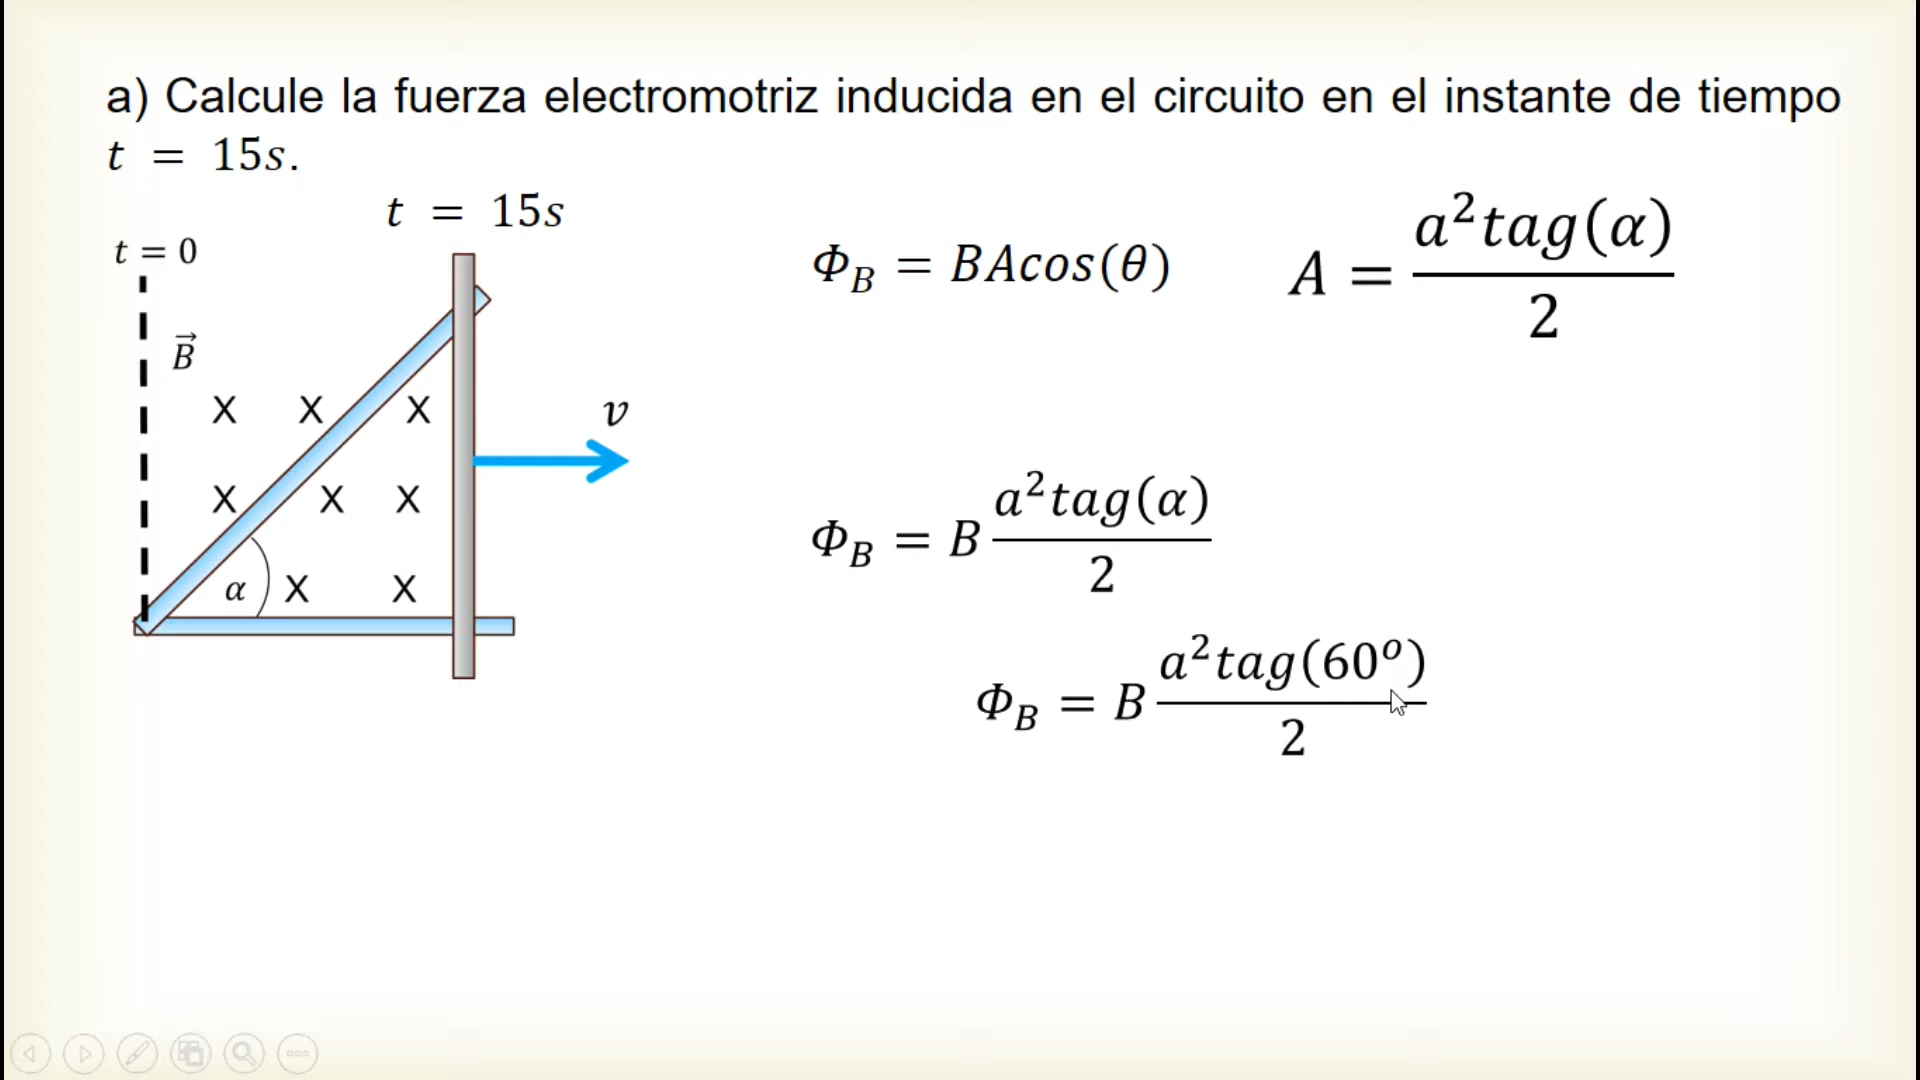 a) Calcule la fuerza electromotriz inducida en el circuito en el instante de tiempo
t = 15s.
t = 15s
t = 0
B⃗
X X X
v
X X X
α X X
Φ_B = BAcos(θ)
A = a²tag(α)/2
Φ_B = B a²tag(α)/2
Φ_B = B a²tag(60º)/2